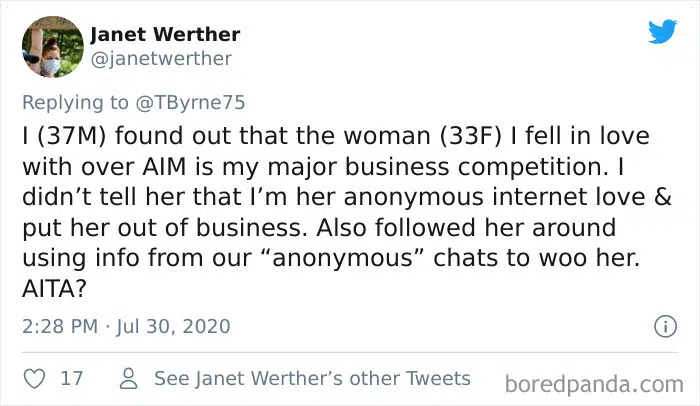 Janet Werther
@janetwerther
Replying to @TByrne75
I (37M) found out that the woman (33F) I fell in love
with over AIM is my major business competition. I
didn’t tell her that I’m her anonymous internet love &
put her out of business. Also followed her around
using info from our “anonymous” chats to woo her.
AITA?
2:28 PM · Jul 30, 2020
17 See Janet Werther’s other Tweets
boredpanda.com